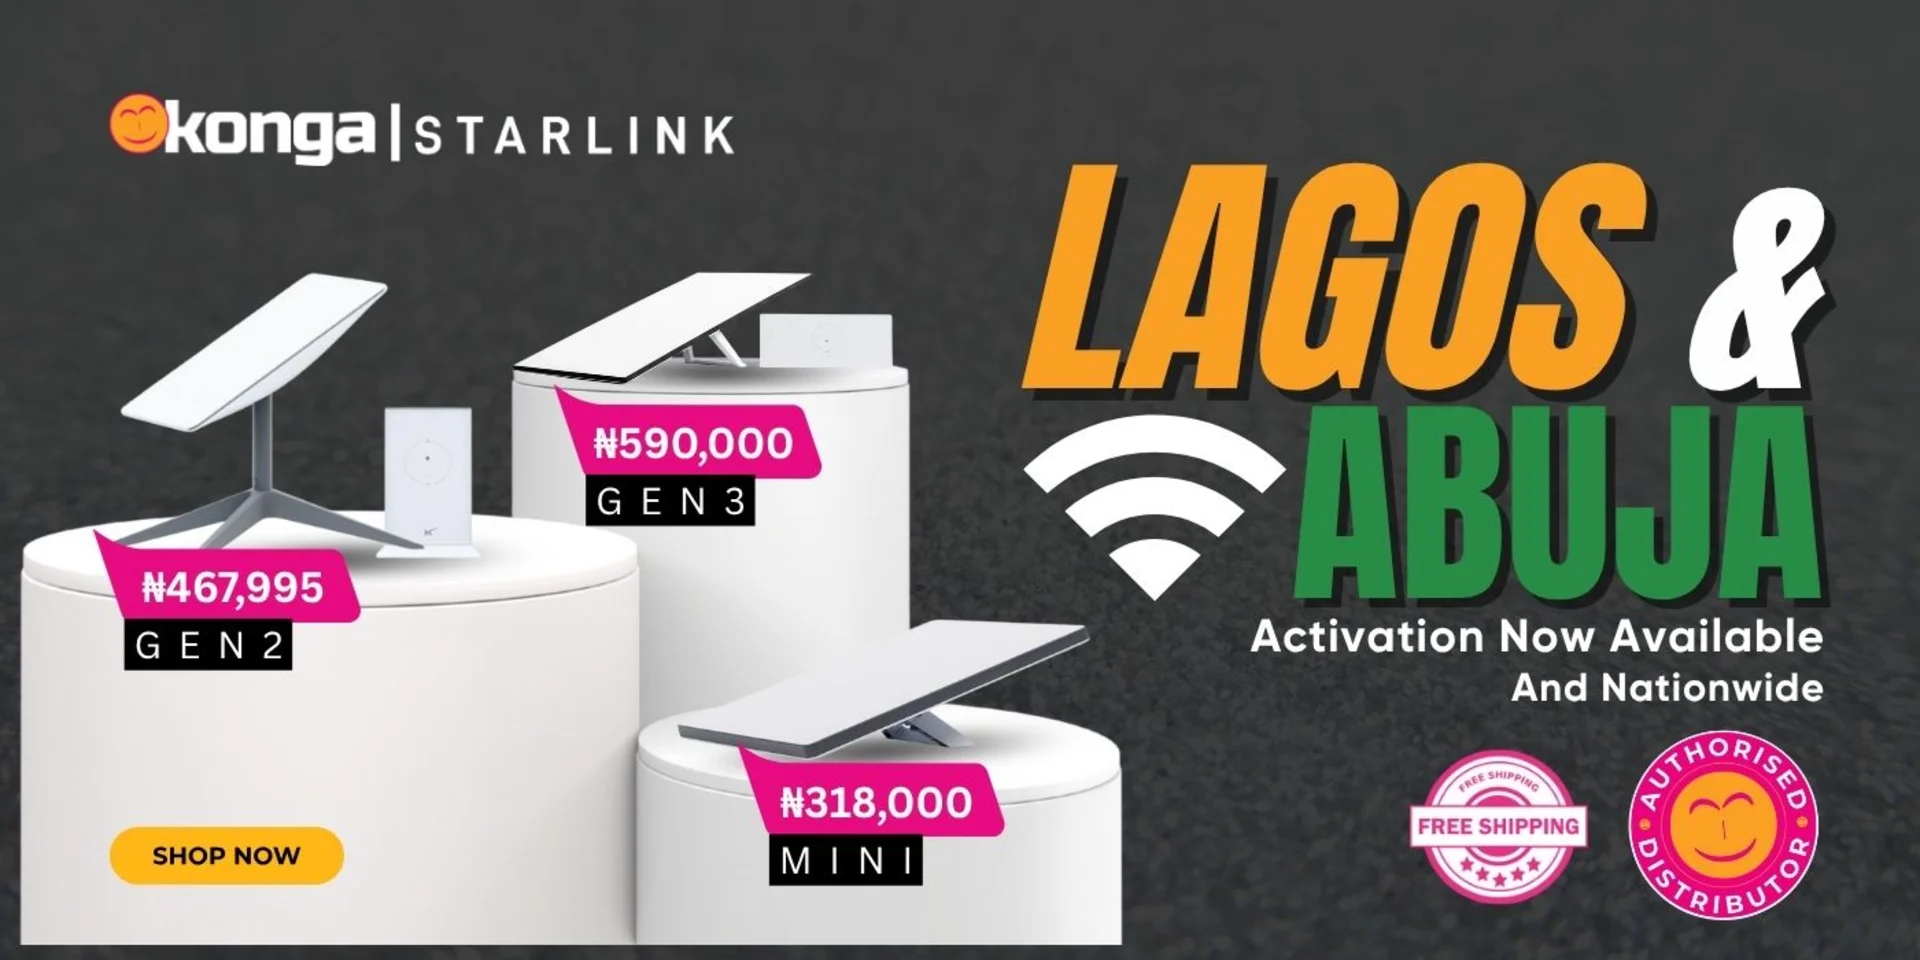 konga | STARLINK
LAGOS &
ABUJA
Activation Now Available
And Nationwide
₦590,000
GEN3
₦467,995
GEN2
₦318,000
MINI
SHOP NOW
FREE SHIPPING
FREE SHIPPING
AUTHORISED
DISTRIBUTOR